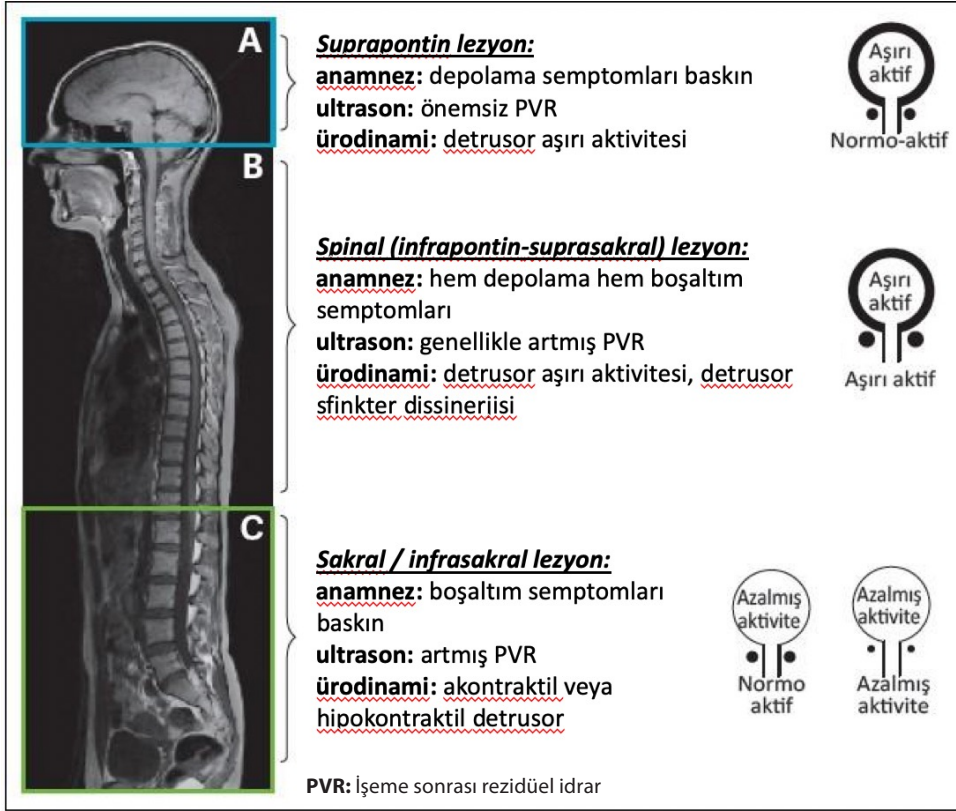 A
Suprapontin lezyon:
anamnez: depolama semptomları baskın
ultrason: önemsiz PVR
ürodinami: detrusor aşırı aktivitesi
Aşırı
aktif
Normo-aktif
B
Spinal (infrapontin-suprasakral) lezyon:
anamnez: hem depolama hem boşaltım
semptomları
ultrason: genellikle artmış PVR
ürodinami: detrusor aşırı aktivitesi, detrusor
sfinkter dissinerjisi
Aşırı
aktif
Aşırı aktif
C
Sakral / infrasakral lezyon:
anamnez: boşaltım semptomları
baskın
ultrason: artmış PVR
ürodinami: akontraktil veya
hipokontraktil detrusor
Azalmış
aktivite
Normo
aktif
Azalmış
aktivite
Azalmış
aktivite
PVR: İşeme sonrası rezidüel idrar